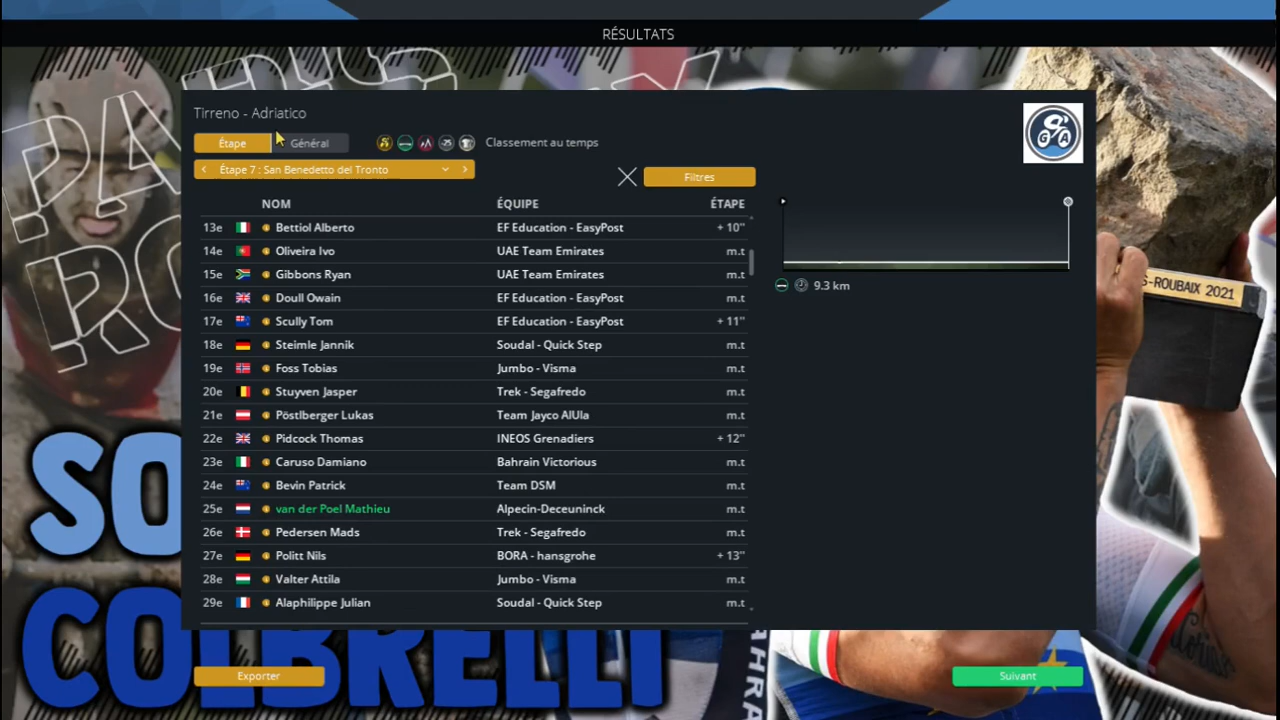 RÉSULTATS
Tirreno - Adriatico
Étape Général Classement au temps
Étape 7 : San Benedetto del Tronto
Filtres
NOM ÉQUIPE ÉTAPE
13e Bettiol Alberto EF Education - EasyPost + 10"
14e Oliveira Ivo UAE Team Emirates m.t
15e Gibbons Ryan UAE Team Emirates m.t
16e Doull Owain EF Education - EasyPost m.t
17e Scully Tom EF Education - EasyPost + 11"
18e Steimle Jannik Soudal - Quick Step m.t
19e Foss Tobias Jumbo - Visma m.t
20e Stuyven Jasper Trek - Segafredo m.t
21e Pöstlberger Lukas Team Jayco AlUla m.t
22e Pidcock Thomas INEOS Grenadiers + 12"
23e Caruso Damiano Bahrain Victorious m.t
24e Bevin Patrick Team DSM m.t
25e van der Poel Mathieu Alpecin-Deceuninck m.t
26e Pedersen Mads Trek - Segafredo m.t
27e Politt Nils BORA - hansgrohe + 13"
28e Valter Attila Jumbo - Visma m.t
29e Alaphilippe Julian Soudal - Quick Step m.t
9.3 km
SGA
S-ROUBAIX 2021
SO
COLBRELLI
AHRA
Exporter
Suivant